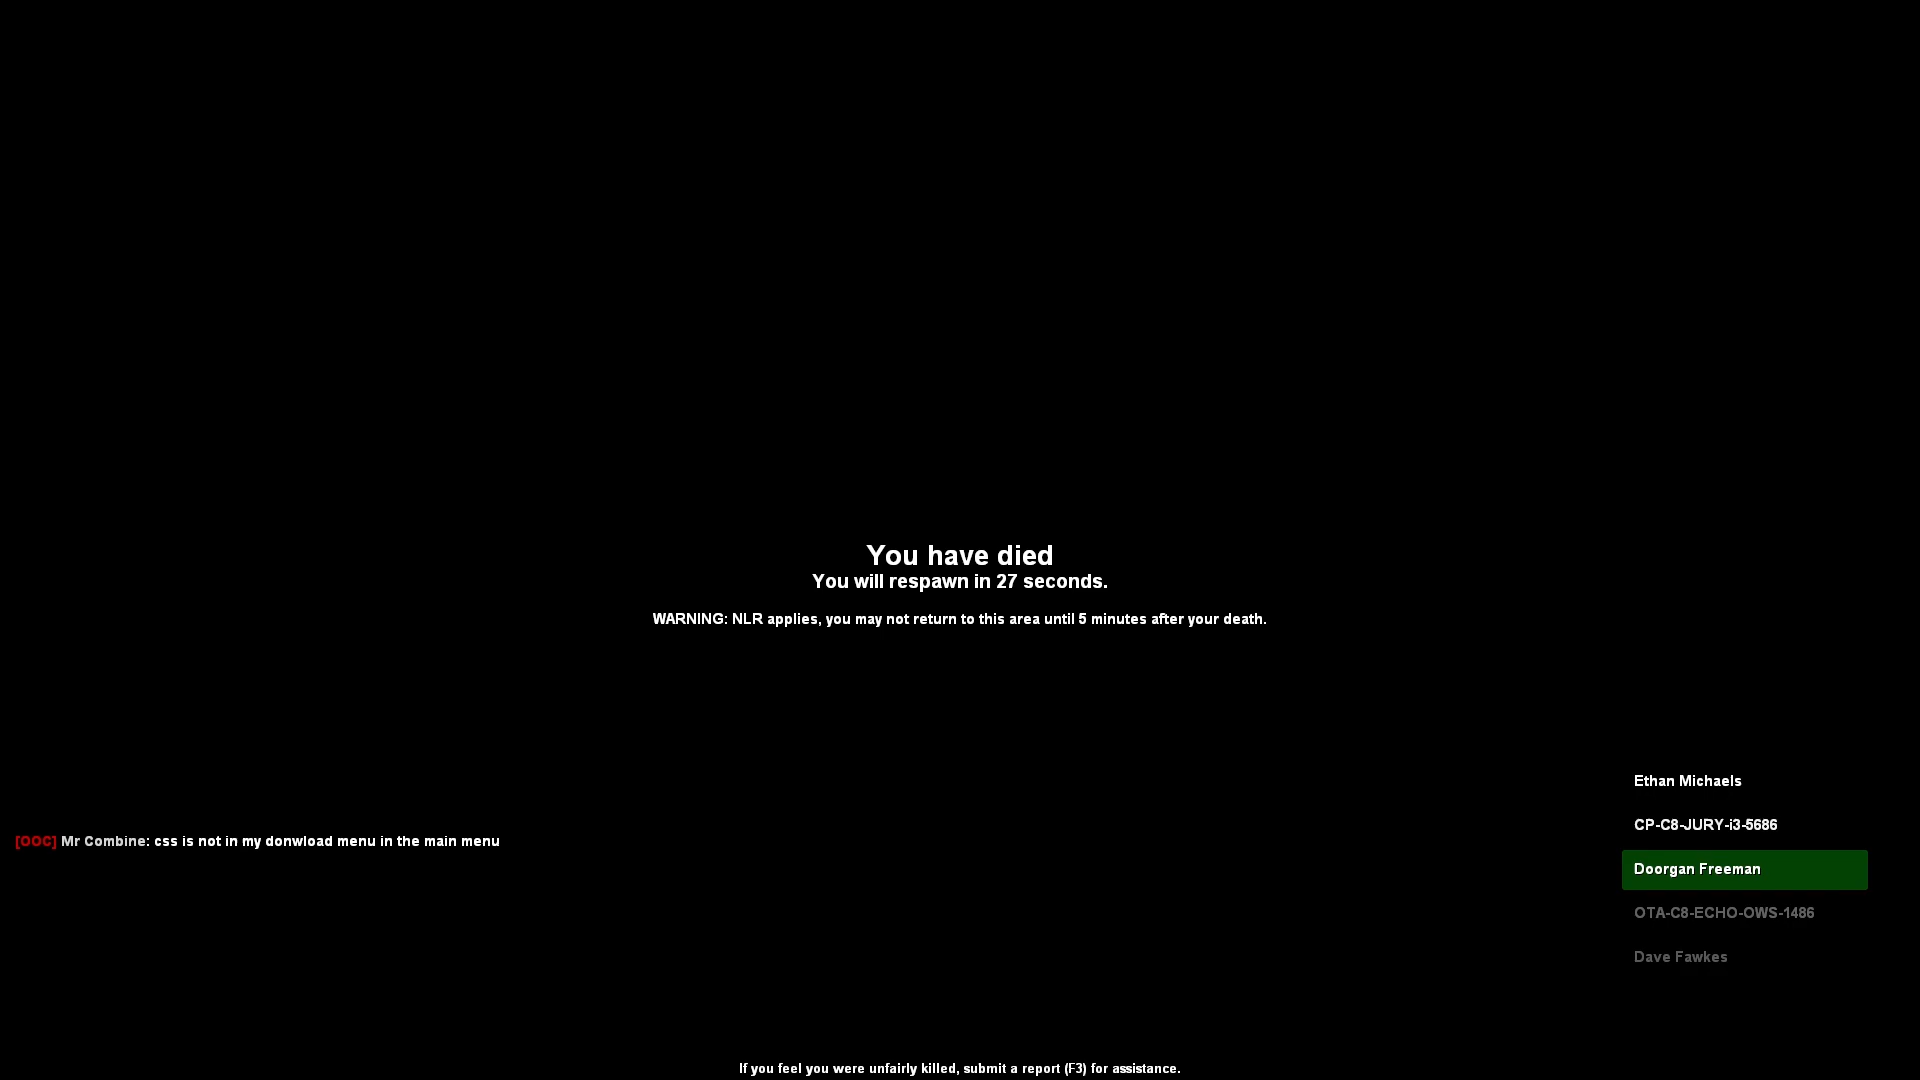 You have died
You will respawn in 27 seconds.
WARNING: NLR applies, you may not return to this area until 5 minutes after your death.
Ethan Michaels
CP-C8-JURY-i3-5686
[OOC] Mr Combine: css is not in my donwload menu in the main menu
Doorgan Freeman
OTA-C8-ECHO-OWS-1486
Dave Fawkes
If you feel you were unfairly killed, submit a report (F3) for assistance.